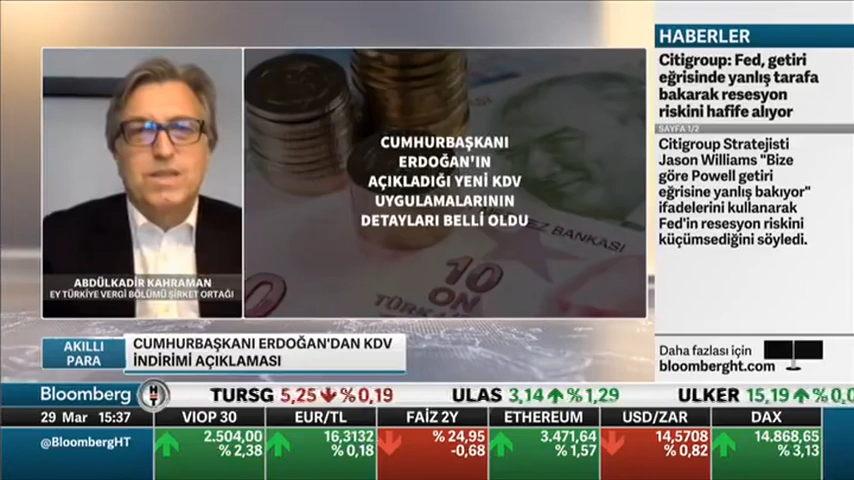 HABERLER
Citigroup: Fed, getiri
eğrisinde yanlış tarafa
bakarak resesyon
riskini hafife alıyor
SAYFA 1/2
Citigroup Stratejisti
Jason Williams "Bize
göre Powell getiri
eğrisine yanlış bakıyor"
ifadelerini kullanarak
Fed'in resesyon riskini
küçümsediğini söyledi.
Daha fazlası için
bloomberght.com
CUMHURBAŞKANI
ERDOĞAN'IN
AÇIKLADIĞI YENİ KDV
UYGULAMALARININ
DETAYLARI BELLİ OLDU
EZ BANKASI
10
ON
TÜRK
ABDÜLKADİR KAHRAMAN
EY TÜRKİYE VERGİ BÖLÜMÜ ŞİRKET ORTAĞI
AKILLI
PARA
CUMHURBAŞKANI ERDOĞAN'DAN KDV
İNDİRİMİ AÇIKLAMASI
Bloomberg HT TURSG 5,25 %0,19 ULAS 3,14 %1,29 ULKER 15,19 %0,0
29 Mar 15:37 VIOP 30 EUR/TL FAİZ 2Y ETHEREUM USD/ZAR DAX
@BloombergHT 2.504,00 16,3132 % 24,95 3.471,64 14,5708 14.868,65
% 2,38 % 0,18 -0,68 % 1,57 % 0,82 % 3,13